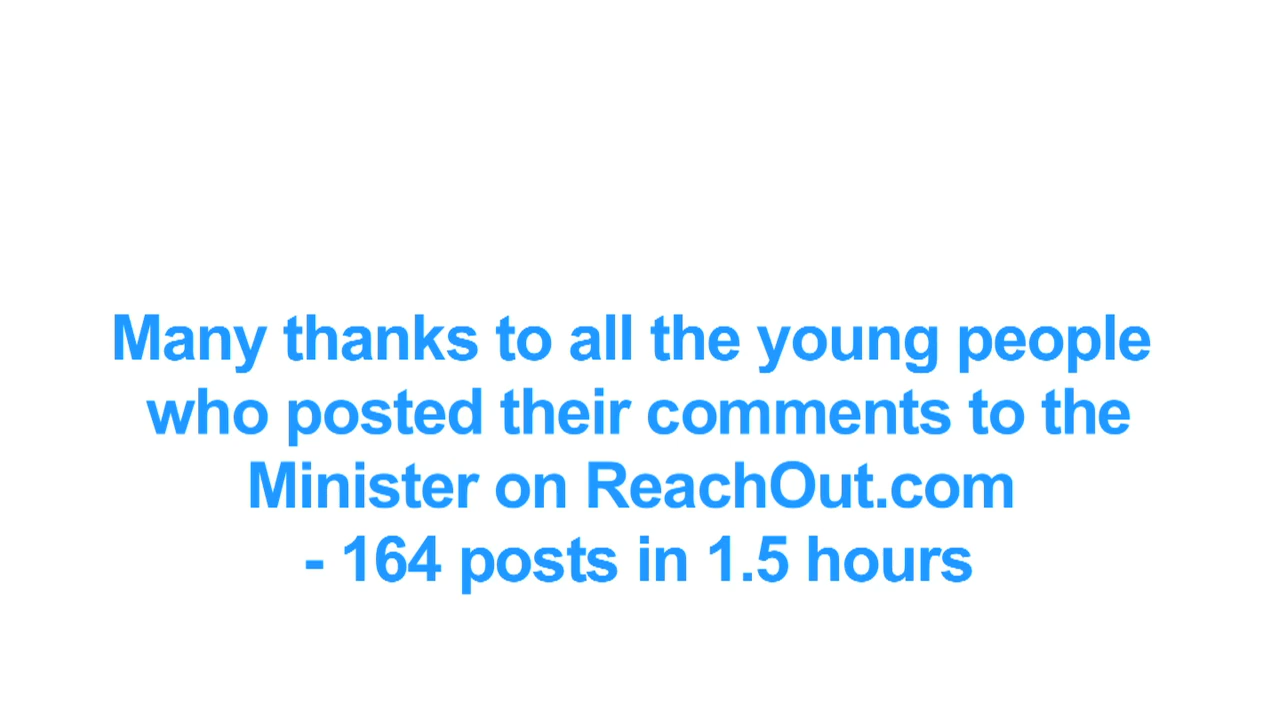 Many thanks to all the young people
who posted their comments to the
Minister on ReachOut.com
- 164 posts in 1.5 hours